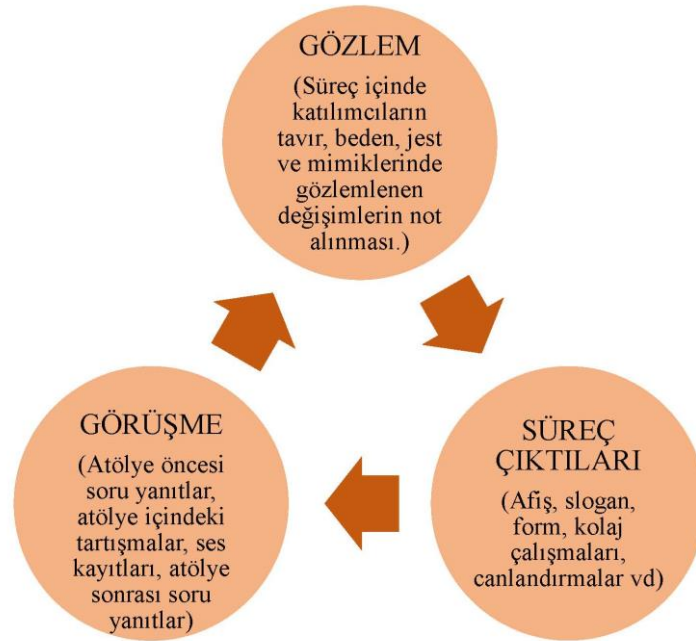 GÖZLEM
(Süreç içinde
katılımcıların
tavır, beden, jest
ve mimiklerinde
gözlemlenen
değişimlerin not
alınması.)
SÜREÇ
ÇIKTILARI
(Afiş, slogan,
form, kolaj
çalışmaları,
canlandırmalar vd)
GÖRÜŞME
(Atölye öncesi
soru yanıtlar,
atölye içindeki
tartışmalar, ses
kayıtları, atölye
sonrası soru
yanıtlar)